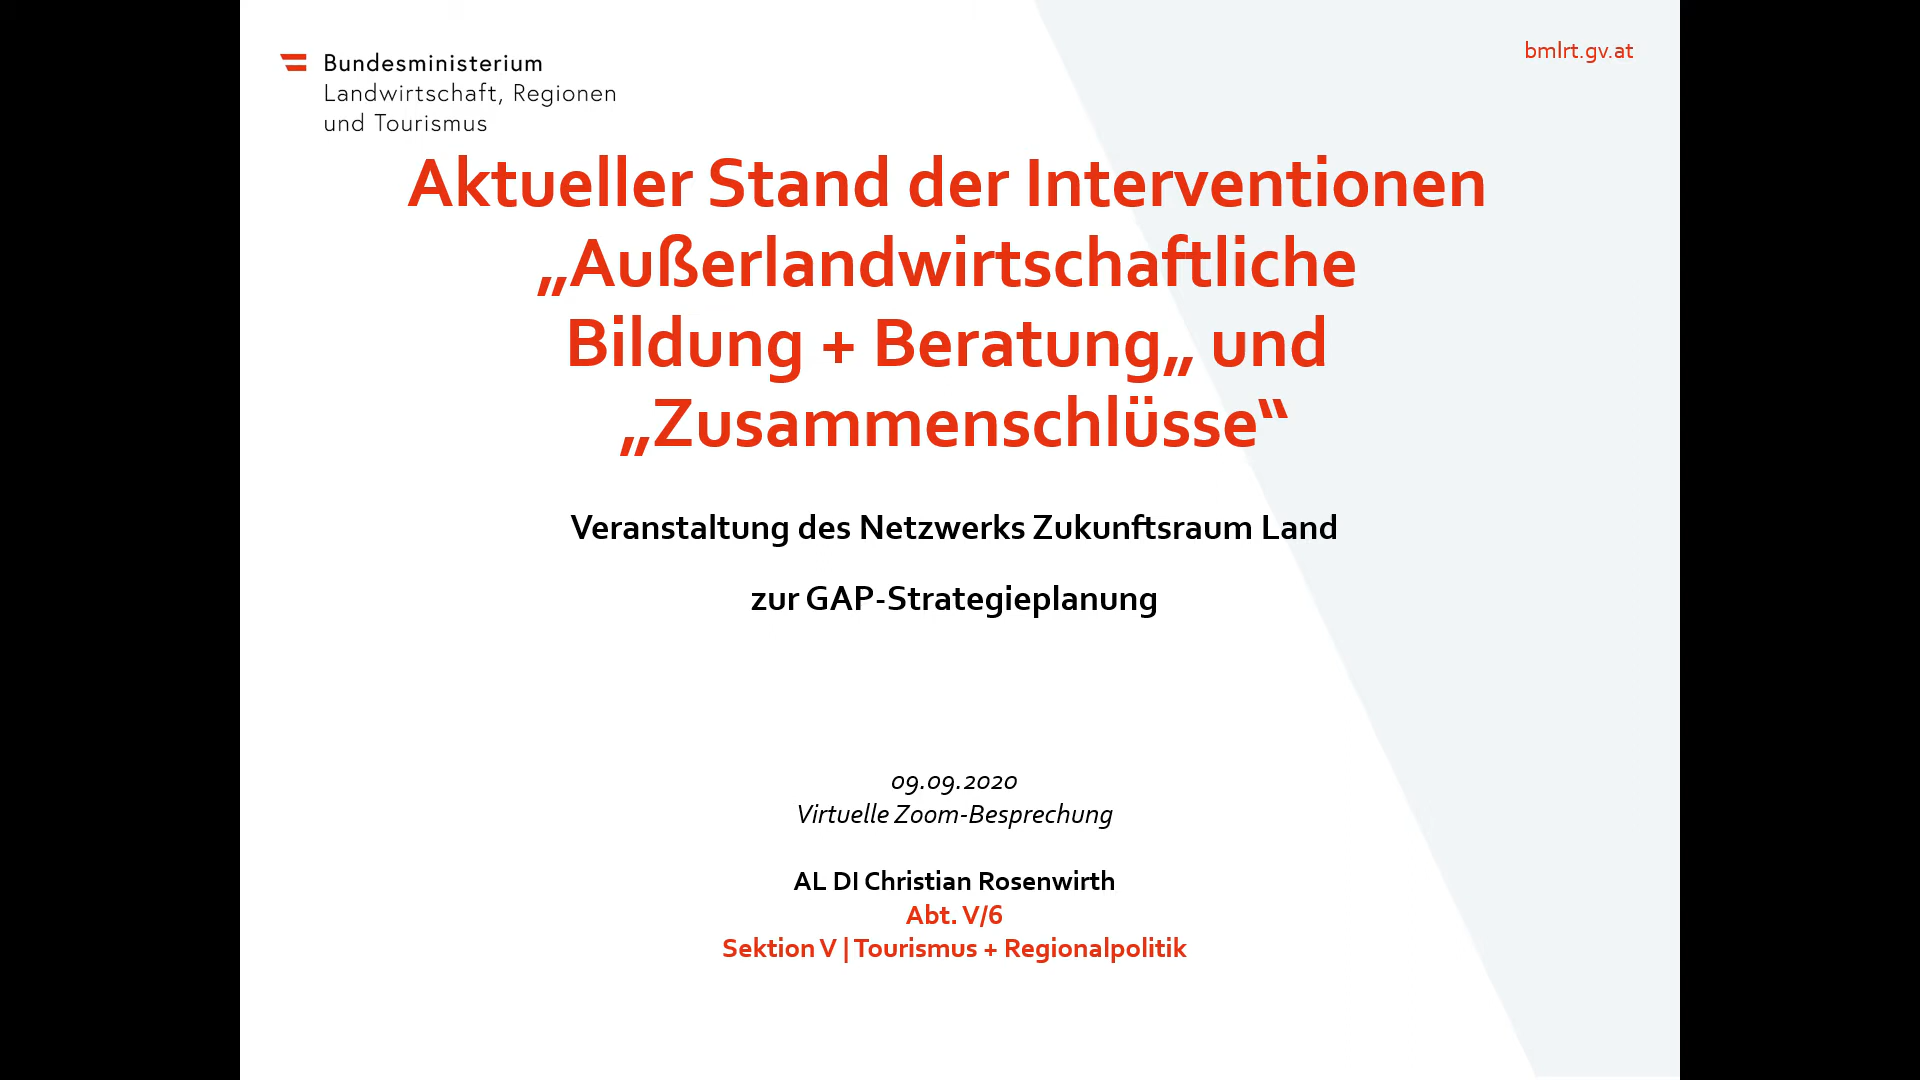 Bundesministerium
Landwirtschaft, Regionen
und Tourismus
bmlrt.gv.at
Aktueller Stand der Interventionen
„Außerlandwirtschaftliche
Bildung + Beratung„ und
„Zusammenschlüsse“
Veranstaltung des Netzwerks Zukunftsraum Land
zur GAP-Strategieplanung
09.09.2020
Virtuelle Zoom-Besprechung
AL DI Christian Rosenwirth
Abt. V/6
Sektion V | Tourismus + Regionalpolitik